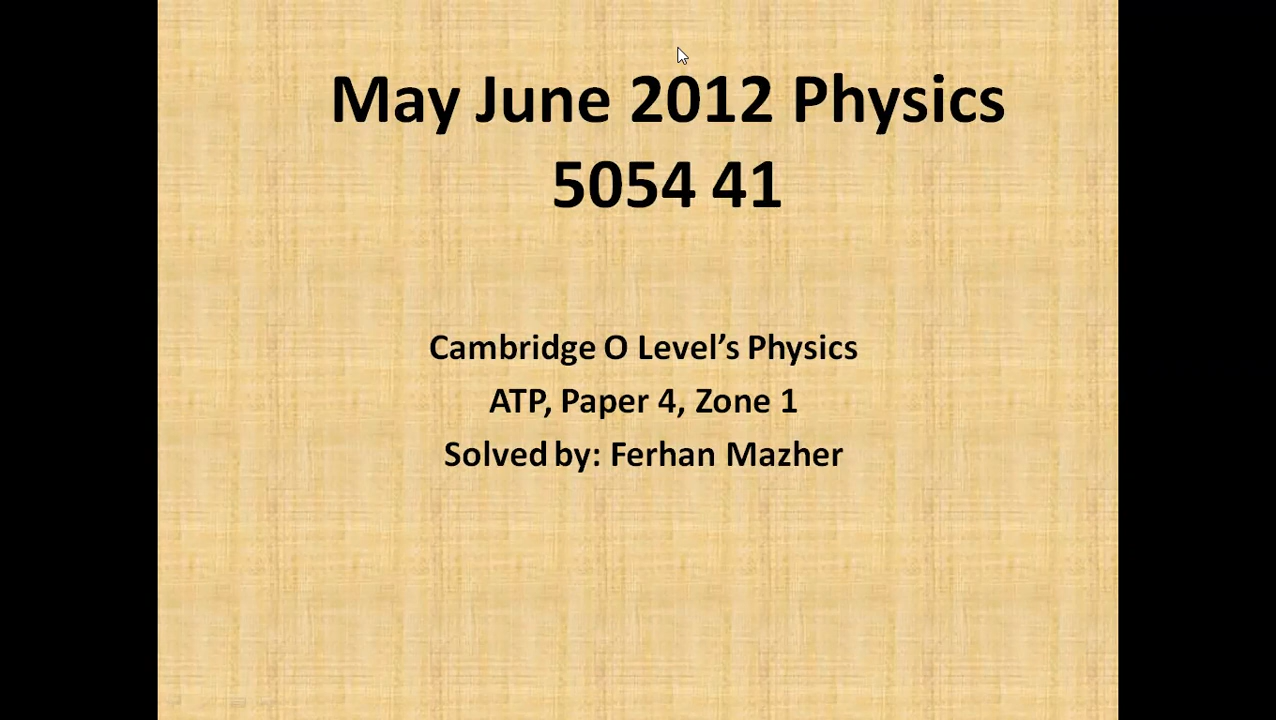 May June 2012 Physics
5054 41
Cambridge O Level’s Physics
ATP, Paper 4, Zone 1
Solved by: Ferhan Mazher